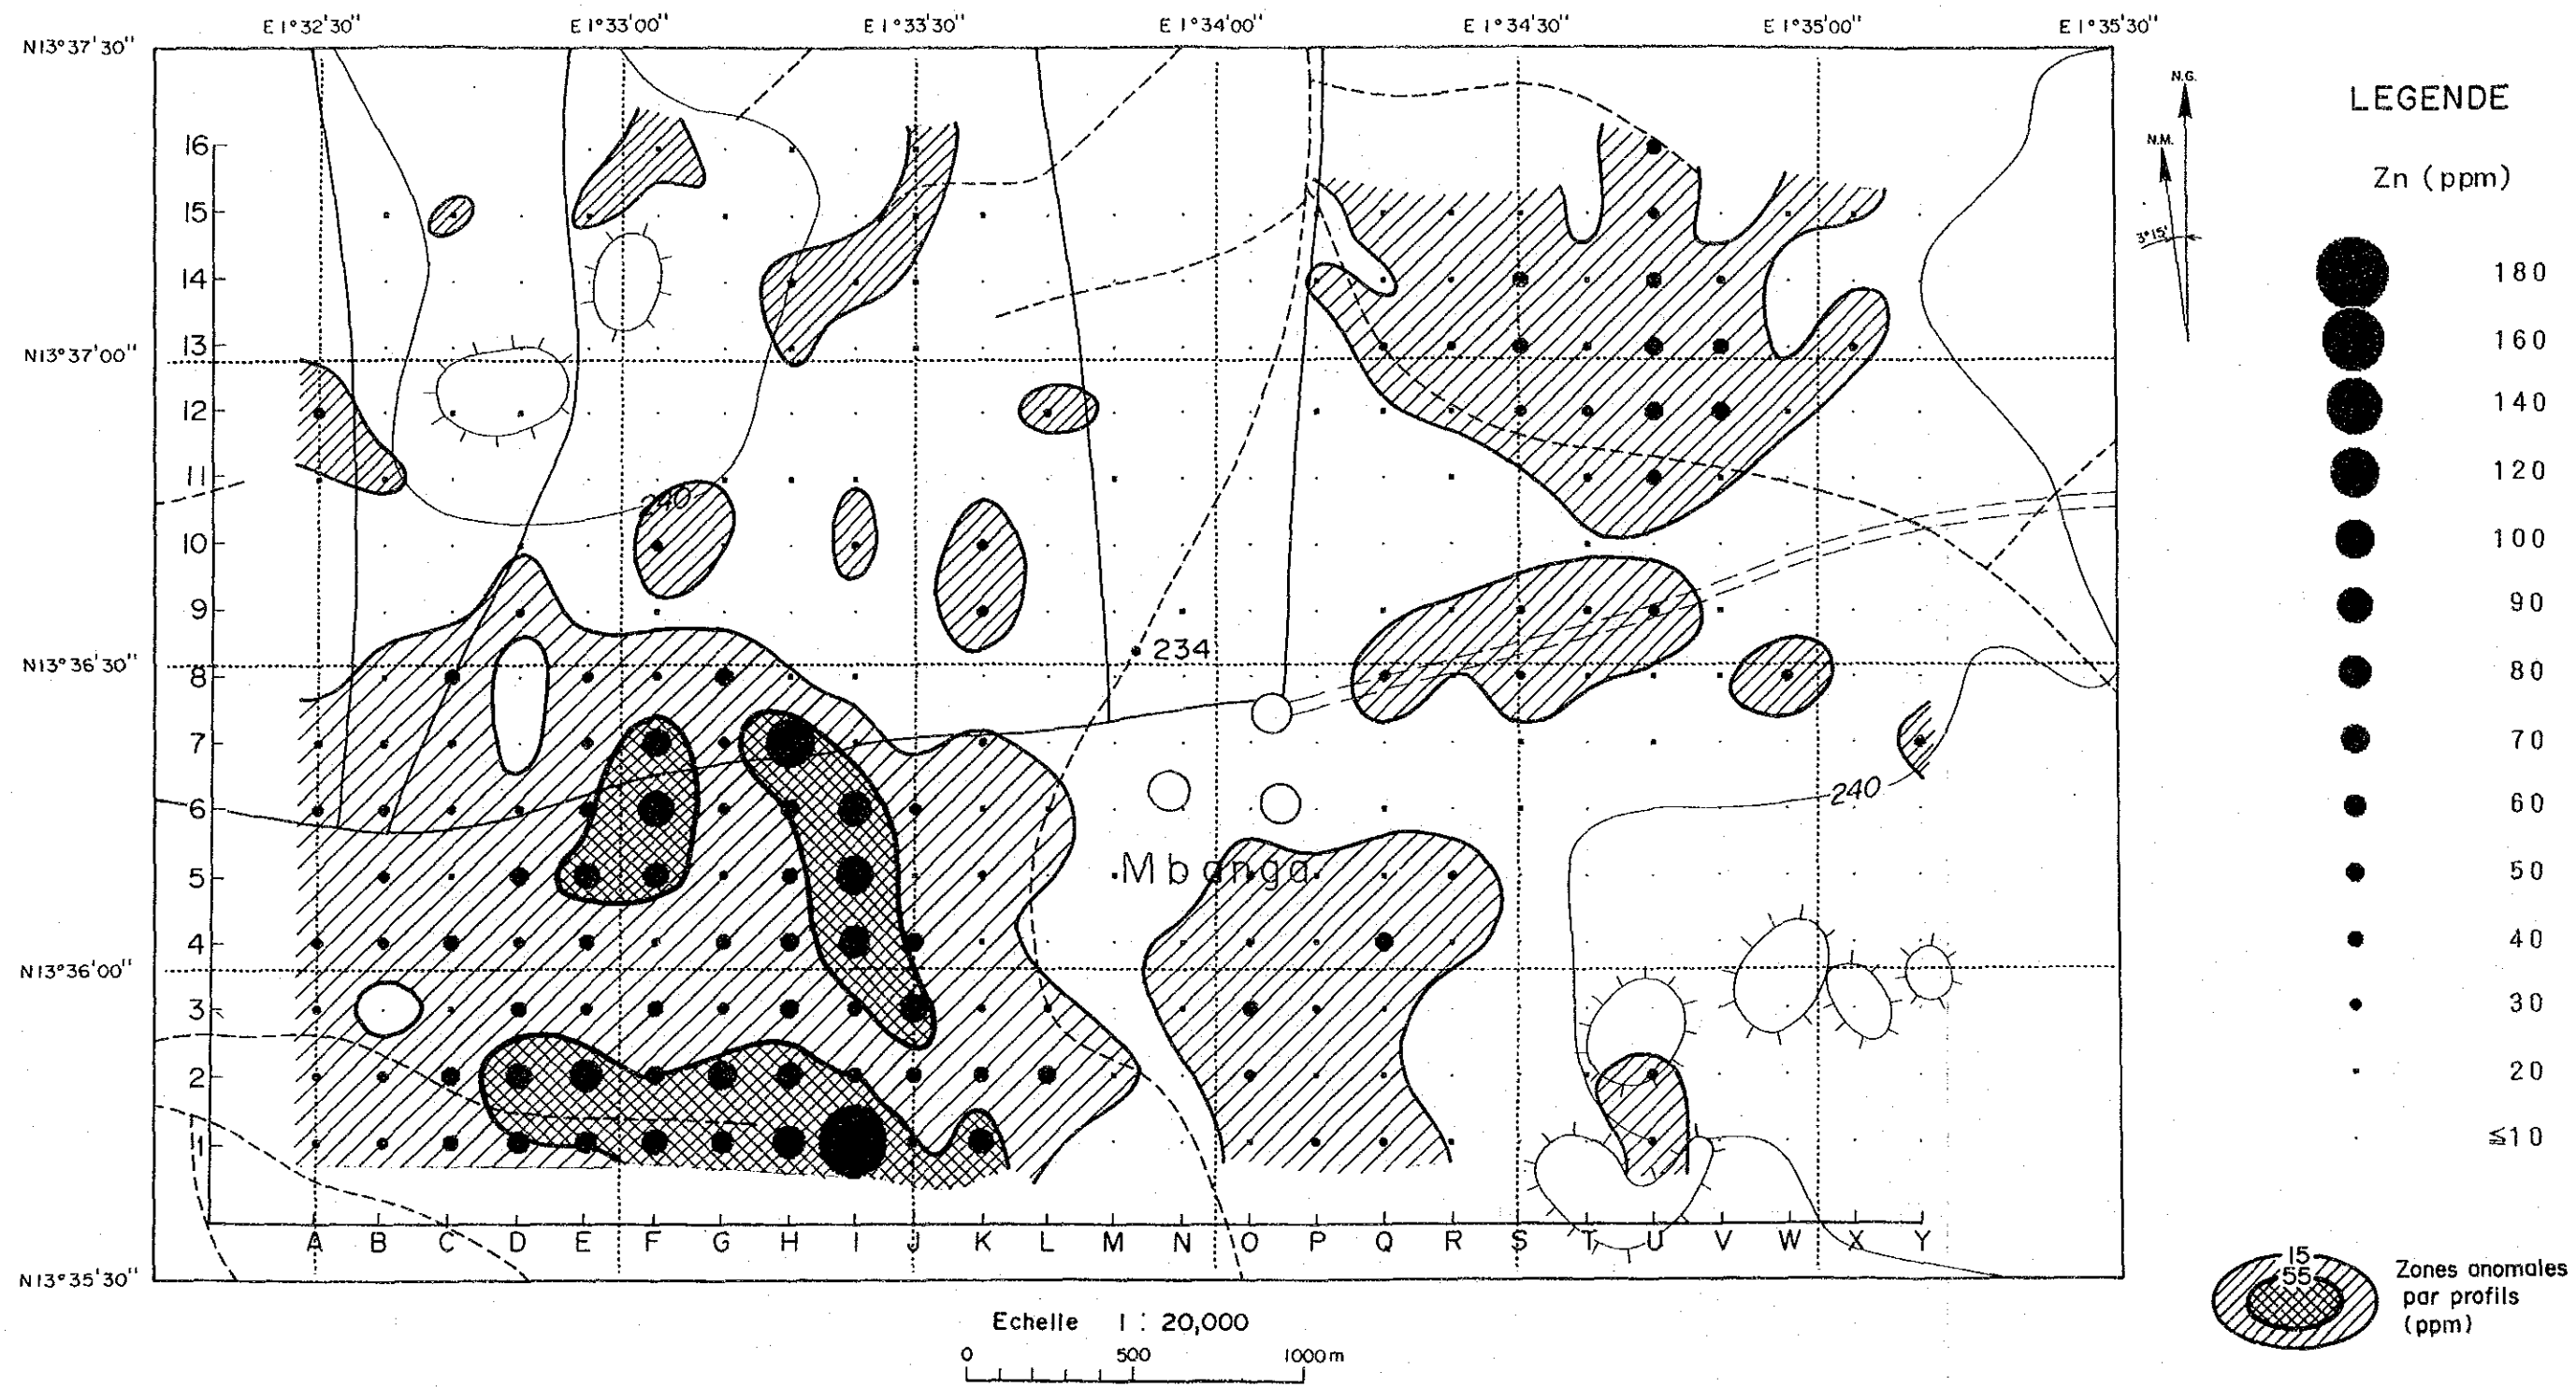 E 1°32'30" E 1°33'00" E 1°33'30" E 1°34'00" E 1°34'30" E 1°35'00" E 1°35'30"
N13°37'30"
N.G.
N.M.
3°15'
LEGENDE
Zn (ppm)
180
160
140
120
100
90
80
70
60
50
40
30
20
≦10
16
15
14
13
N13°37'00"
12
11
240
10
9
234
N13°36'30"
8
7
6
240
5
Mbanga
4
N13°36'00"
3
2
1
A B C D E F G H I J K L M N O P Q R S T U V W X Y
N13°35'30"
15
55
Zones anomales
par profils
(ppm)
Echelle 1 : 20,000
0 500 1000m